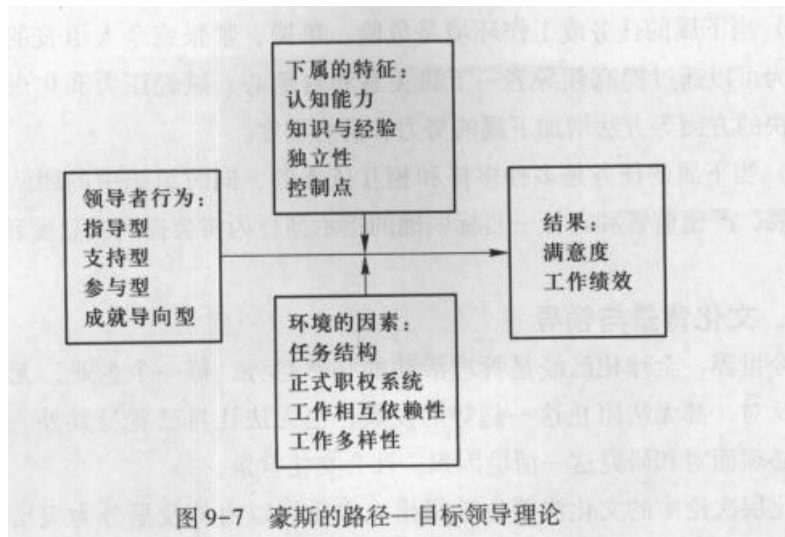 下属的特征：
认知能力
知识与经验
独立性
控制点
领导者行为：
指导型
支持型
参与型
成就导向型
结果：
满意度
工作绩效
环境的因素：
任务结构
正式职权系统
工作相互依赖性
工作多样性
图 9-7 豪斯的路径—目标领导理论